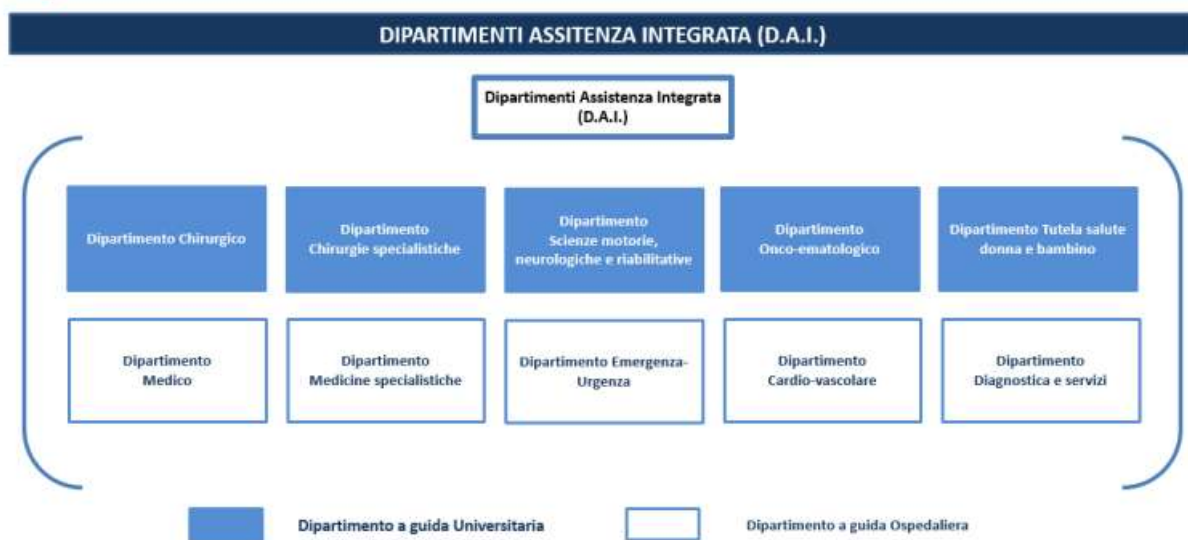 DIPARTIMENTI ASSITENZA INTEGRATA (D.A.I.)
Dipartimenti Assistenza Integrata
(D.A.I.)
Dipartimento Chirurgico
Dipartimento
Chirurgie specialistiche
Dipartimento
Scienze motorie,
neurologiche e riabilitative
Dipartimento
Onco-ematologico
Dipartimento Tutela salute
donna e bambino
Dipartimento
Medico
Dipartimento
Medicine specialistiche
Dipartimento Emergenza-
Urgenza
Dipartimento
Cardio-vascolare
Dipartimento
Diagnostica e servizi
Dipartimento a guida Universitaria
Dipartimento a guida Ospedaliera